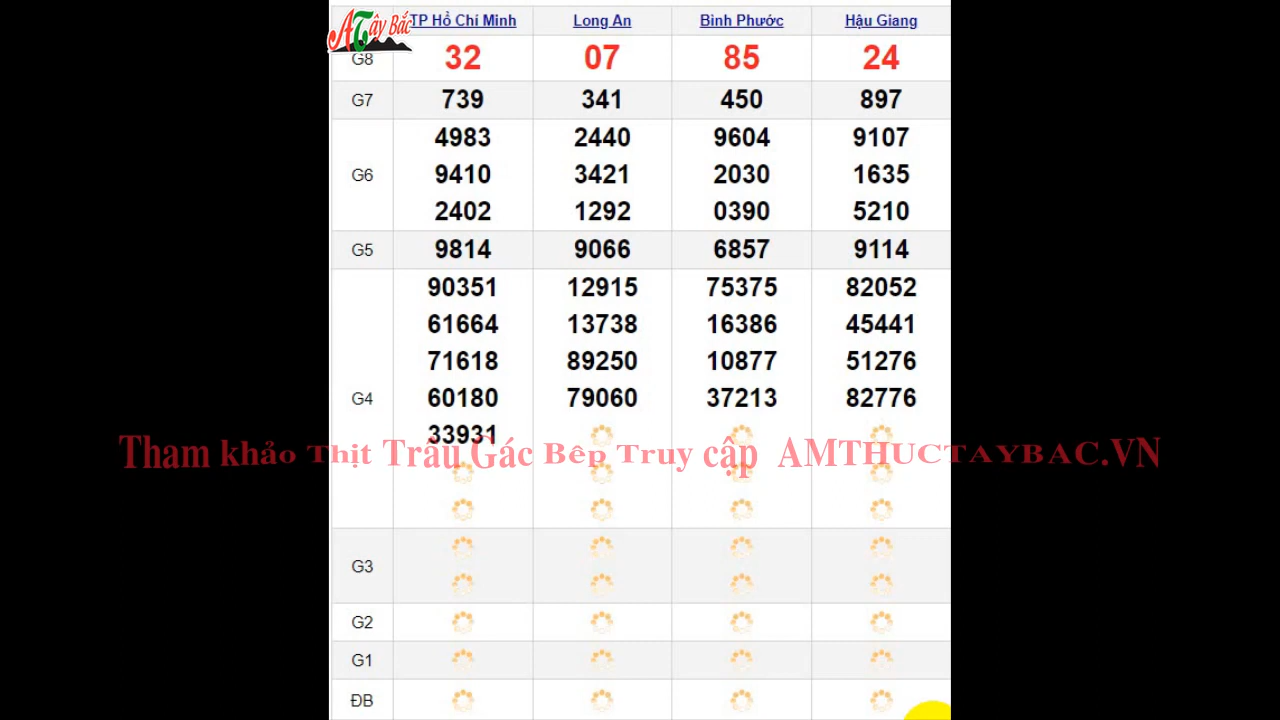 ATây Bắc
TP Hồ Chí Minh Long An Bình Phước Hậu Giang
G8 32 07 85 24
G7 739 341 450 897
4983 2440 9604 9107
G6 9410 3421 2030 1635
2402 1292 0390 5210
G5 9814 9066 6857 9114
90351 12915 75375 82052
61664 13738 16386 45441
71618 89250 10877 51276
G4 60180 79060 37213 82776
33931
Tham khảo Thịt Trâu Gác Bếp Truy cập AMTHUCTAYBAC.VN
G3
G2
G1
ĐB